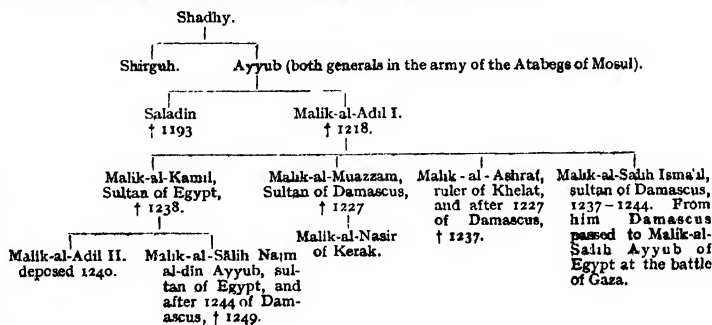 Shadhy.
Shirguh. Ayyub (both generals in the army of the Atabegs of Mosul).
Saladin
† 1193
Malik-al-Adil I.
† 1218.
Malik-al-Kamil,
Sultan of Egypt,
† 1238.
Malik-al-Muazzam,
Sultan of Damascus,
† 1227
Malik-al-Nasir
of Kerak.
Malik-al-Ashraf,
ruler of Khelat,
and after 1227
of Damascus,
† 1237.
Malik-al-Salih Isma'il,
sultan of Damascus,
1237-1244. From
him Damascus
passed to Malik-al-
Salih Ayyub of
Egypt at the battle
of Gaza.
Malik-al-Adil II.
deposed 1240.
Malik-al-Sālih Najm
al-din Ayyub, sul-
tan of Egypt, and
after 1244 of Dam-
ascus, † 1249.